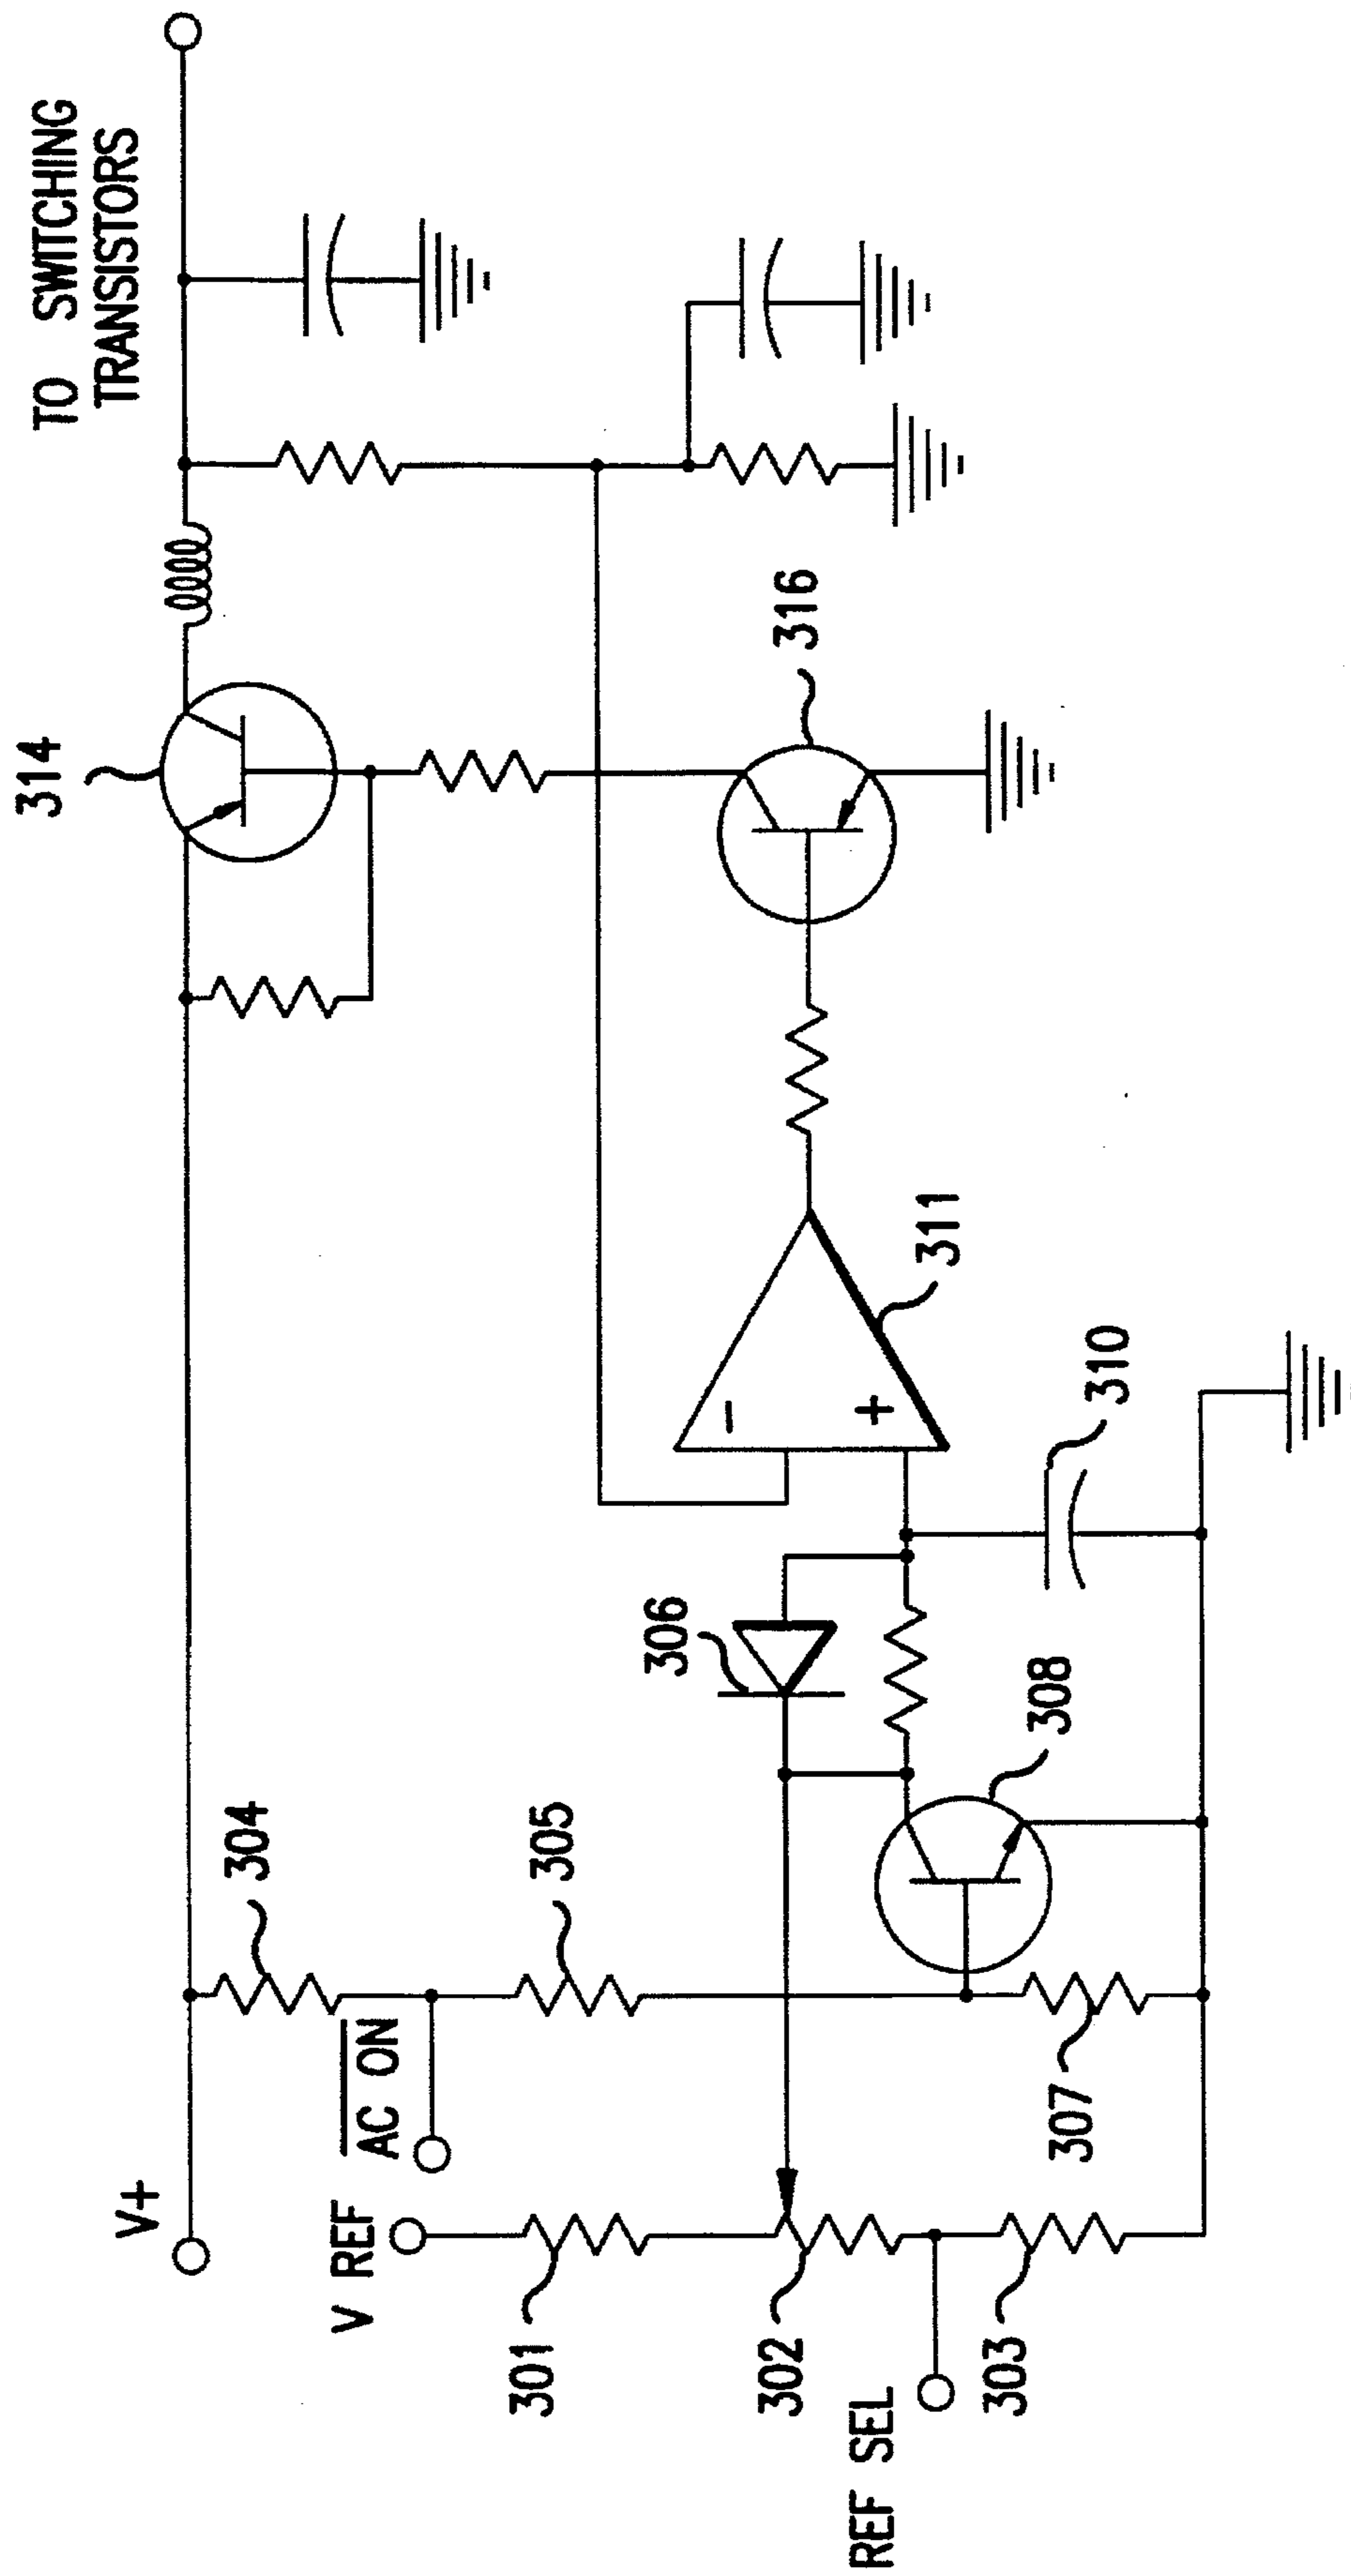 TO SWITCHING
TRANSISTORS
314
316
V+
304
AC ON
305
V REF
301
302
REF SEL
303
307
308
306
310
311
-
+